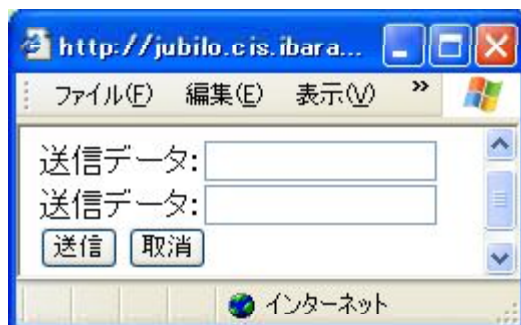 http://jubilo.cis.ibara...
ファイル(F) 編集(E) 表示(V) »
送信データ:
送信データ:
送信 取消
インターネット